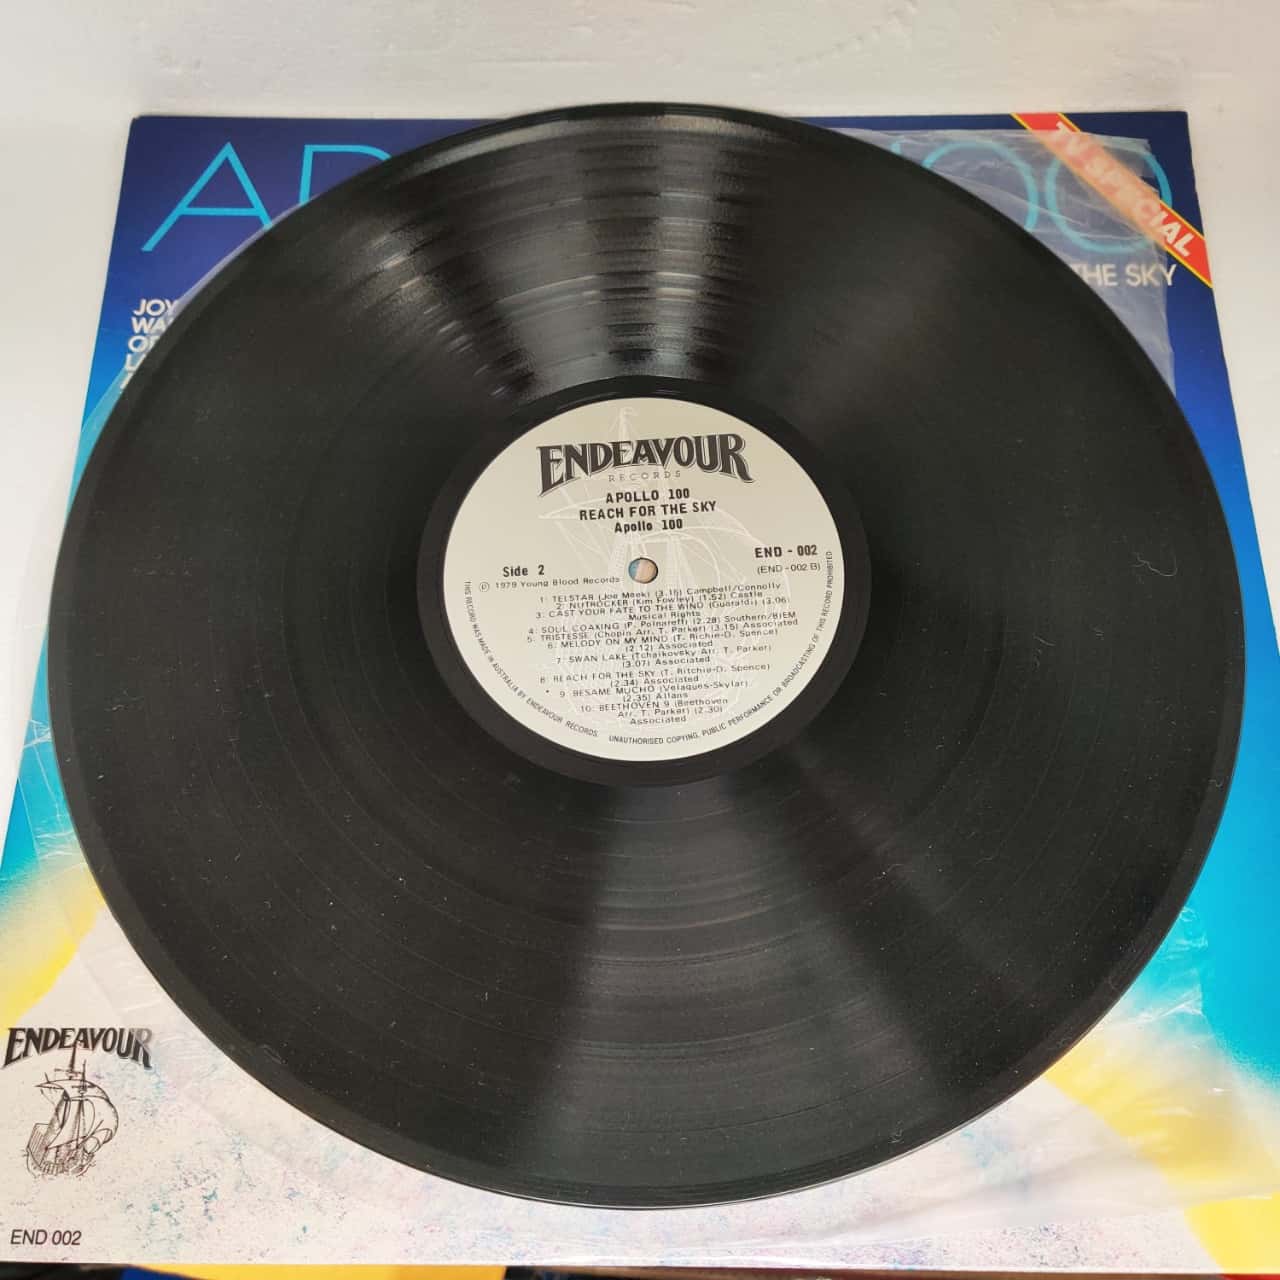 AP
100
TV SPECIAL
THE SKY
JOY
ENDEAVOUR
RECORDS
APOLLO 100
REACH FOR THE SKY
Apollo 100
END - 002
Side 2
(END-002 B)
℗ 1979 Young Blood Records
1: TELSTAR (Joe Meek) (3.15) Campbell/Connolly
2: NUTROCKER (Kim Fowley) (1.52) Castle
3: CAST YOUR FATE TO THE WIND (Guaraldi) (3.06)
Musical Rights
4: SOUL COAXING (P. Polnareff) (2.28) Southern/BIEM
5: TRISTESSE (Chopin Arr. T. Parker) (3.15) Associated
6: MELODY ON MY MIND (T. Ritchie-D. Spence)
(2.12) Associated
7: SWAN LAKE (Tchaikovsky Arr. T. Parker)
(3.07) Associated
8: REACH FOR THE SKY (T. Ritchie-D. Spence)
(2.34) Associated
9: BESAME MUCHO (Velaques-Skylar)
(2.35) Allans
10: BEETHOVEN 9 (Beethoven
Arr. T. Parker) (2.30)
Associated
THIS RECORD WAS MADE IN AUSTRALIA BY ENDEAVOUR RECORDS. UNAUTHORISED COPYING, PUBLIC PERFORMANCE OR BROADCASTING OF THIS RECORD PROHIBITED
ENDEAVOUR
END 002